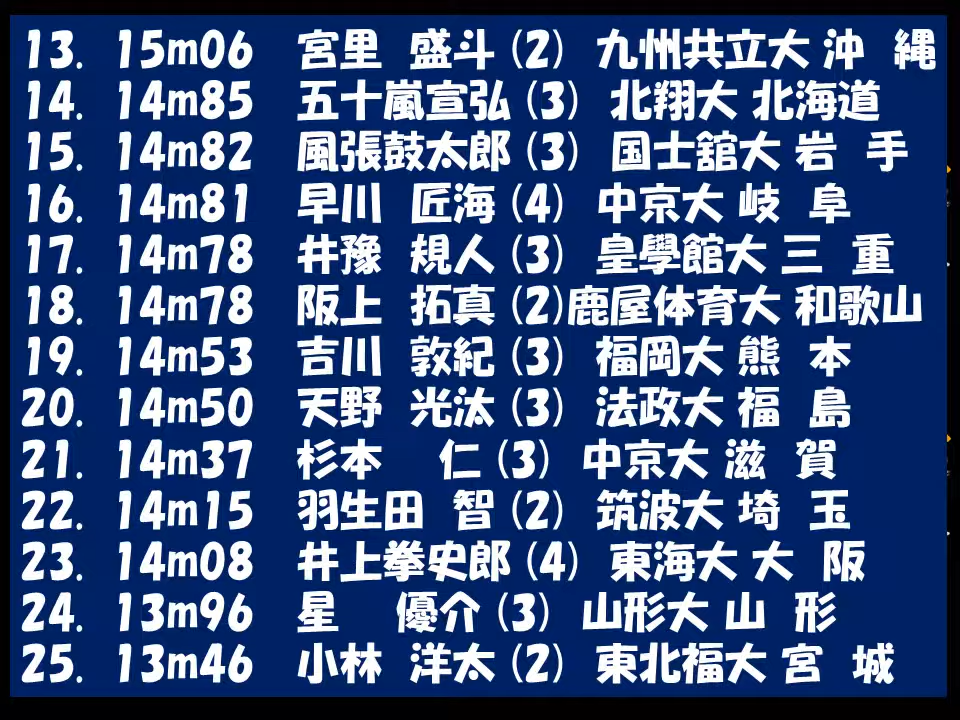 13. 15m06 宮里 盛斗 (2) 九州共立大 沖 縄
14. 14m85 五十嵐宣弘 (3) 北翔大 北海道
15. 14m82 風張鼓太郎 (3) 国士舘大 岩 手
16. 14m81 早川 匠海 (4) 中京大 岐 阜
17. 14m78 井豫 規人 (3) 皇學館大 三 重
18. 14m78 阪上 拓真 (2)鹿屋体育大 和歌山
19. 14m53 吉川 敦紀 (3) 福岡大 熊 本
20. 14m50 天野 光汰 (3) 法政大 福 島
21. 14m37 杉本 仁 (3) 中京大 滋 賀
22. 14m15 羽生田 智 (2) 筑波大 埼 玉
23. 14m08 井上拳史郎 (4) 東海大 大 阪
24. 13m96 星 優介 (3) 山形大 山 形
25. 13m46 小林 洋太 (2) 東北福大 宮 城